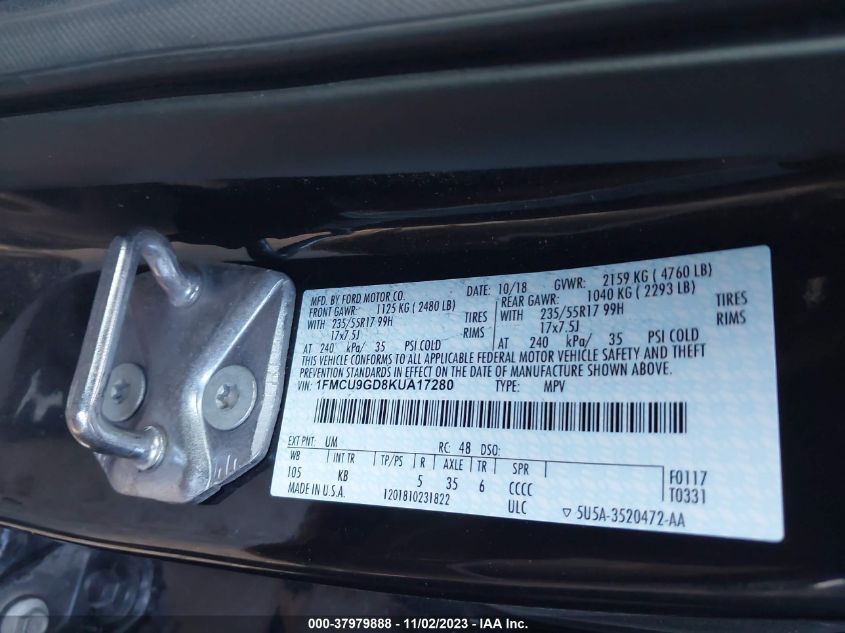 MFD. BY FORD MOTOR CO.
DATE: 10/18 GVWR: 2159 KG ( 4760 LB)
FRONT GAWR: 1125 KG ( 2480 LB)
REAR GAWR: 1040 KG ( 2293 LB)
WITH 235/55R17 99H TIRES
WITH 235/55R17 99H TIRES
17x7.5J RIMS
17x7.5J RIMS
AT 240 kPa/ 35 PSI COLD
AT 240 kPa/ 35 PSI COLD
THIS VEHICLE CONFORMS TO ALL APPLICABLE FEDERAL MOTOR VEHICLE SAFETY AND THEFT
PREVENTION STANDARDS IN EFFECT ON THE DATE OF MANUFACTURE SHOWN ABOVE.
VIN: 1FMCU9GD8KUA17280 TYPE: MPV
EXT PNT: UM RC: 48 DSO:
WB INT TR TP/PS R AXLE TR SPR
105 KB 5 35 6 CCCC
F0117
T0331
MADE IN U.S.A. 1201810231822 ULC
▽ 5U5A-3520472-AA
000-37979888 - 11/02/2023 - IAA Inc.